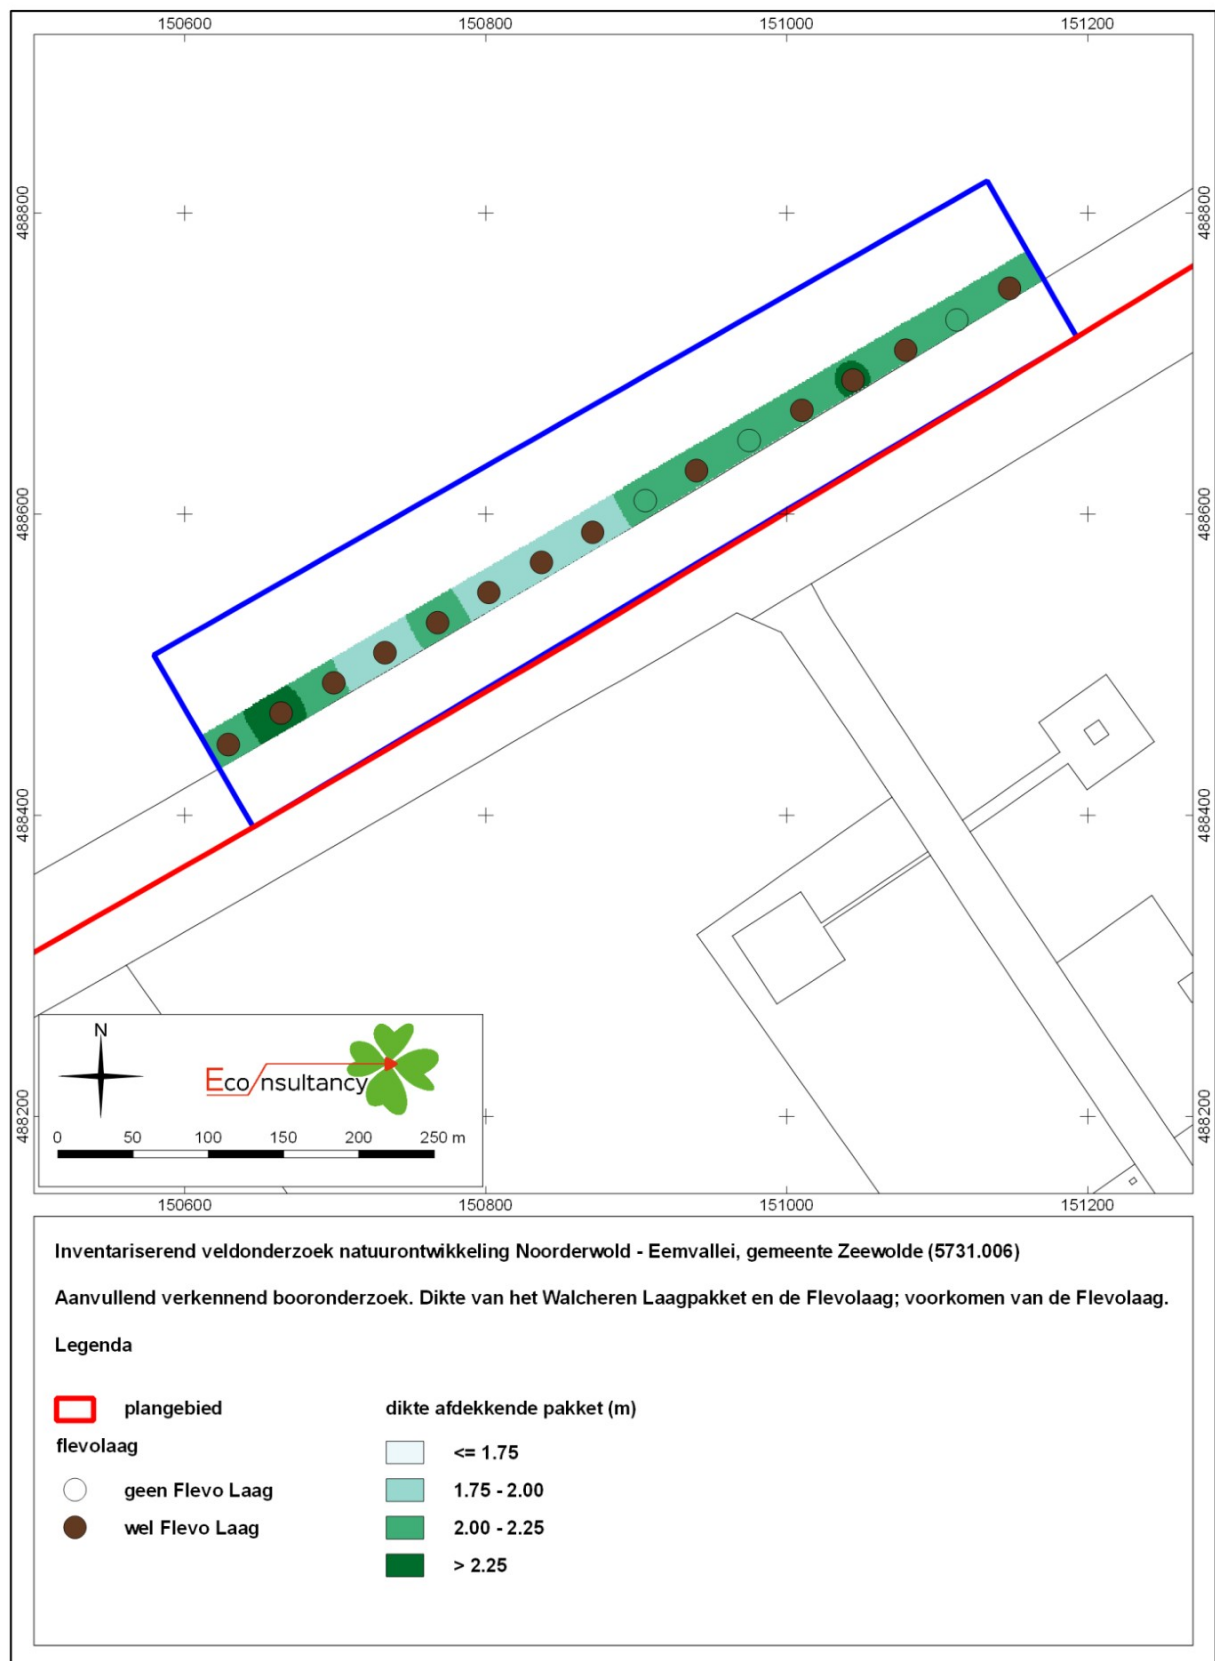 150600 150800 151000 151200
488800 488800
488600 488600
488400 488400
488200 488200
N
Econsultancy
0 50 100 150 200 250 m
150600 150800 151000 151200
Inventariserend veldonderzoek natuurontwikkeling Noorderwold - Eemvallei, gemeente Zeewolde (5731.006)
Aanvullend verkennend booronderzoek. Dikte van het Walcheren Laagpakket en de Flevolaag; voorkomen van de Flevolaag.
Legenda
plangebied
flevolaag
geen Flevo Laag
wel Flevo Laag
dikte afdekkende pakket (m)
<= 1.75
1.75 - 2.00
2.00 - 2.25
> 2.25